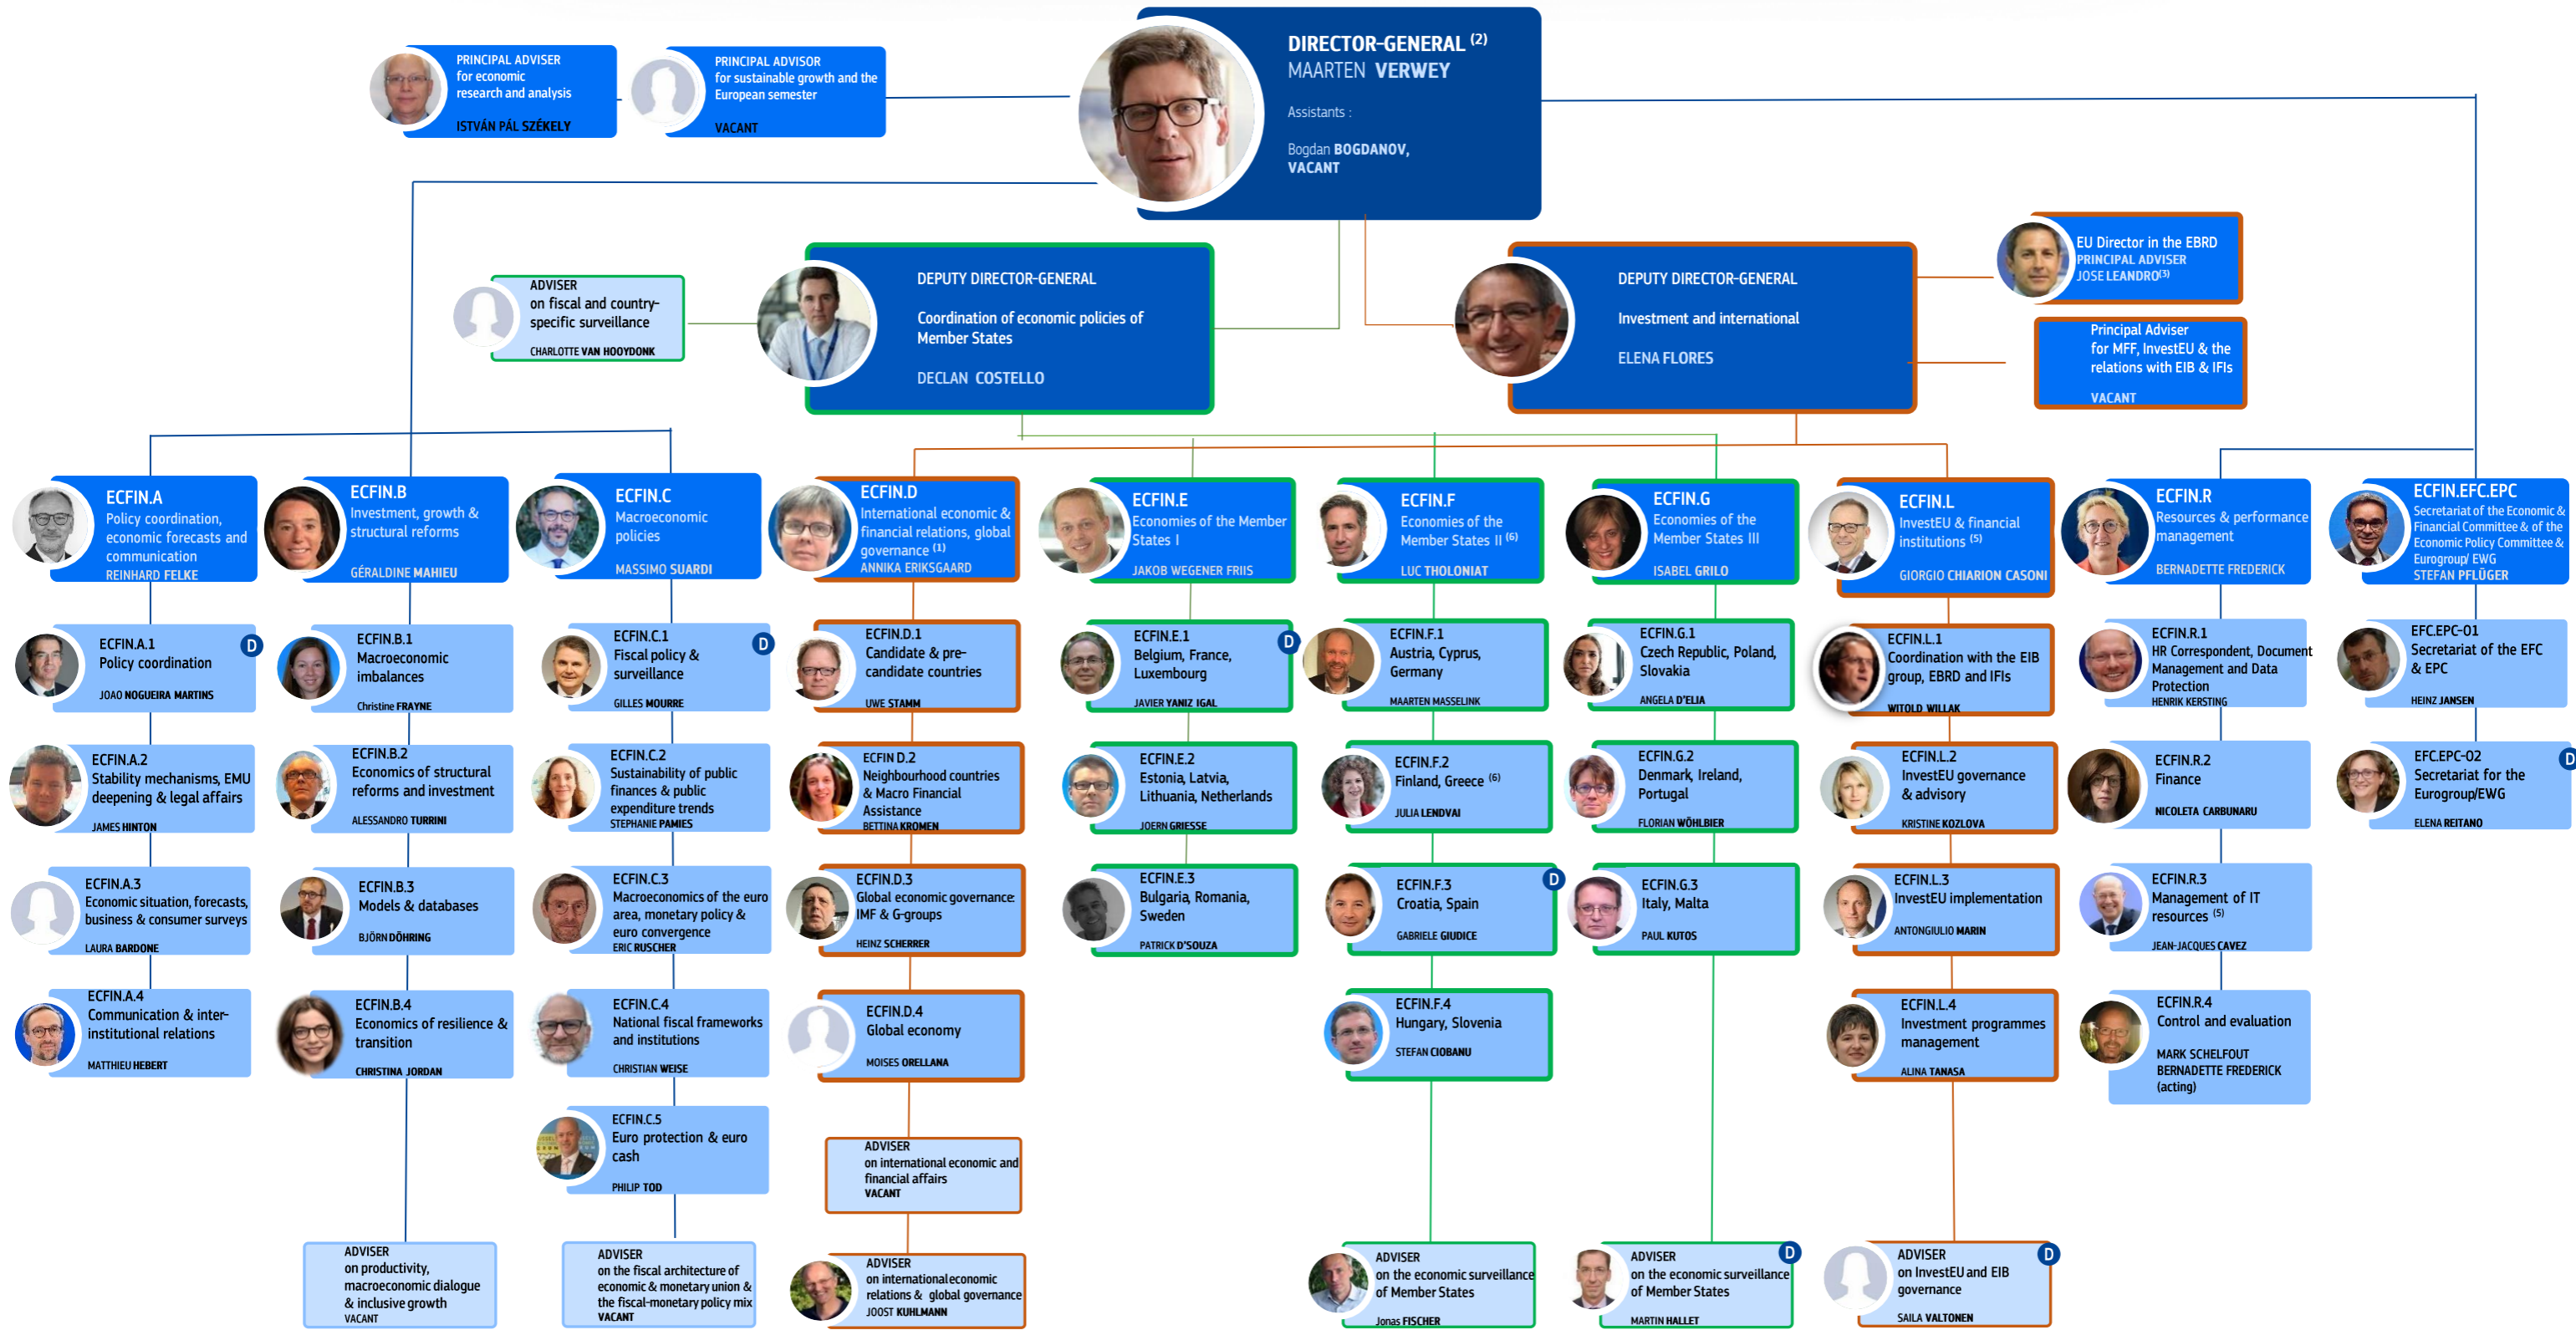 PRINCIPAL ADVISER
for economic
research and analysis
ISTVÁN PÁL SZÉKELY
PRINCIPAL ADVISOR
for sustainable growth and the
European semester
VACANT
DIRECTOR-GENERAL (2)
MAARTEN VERWEY
Assistants :
Bogdan BOGDANOV,
VACANT
ADVISER
on fiscal and country-
specific surveillance
CHARLOTTE VAN HOOYDONK
DEPUTY DIRECTOR-GENERAL
Coordination of economic policies of
Member States
DECLAN COSTELLO
DEPUTY DIRECTOR-GENERAL
Investment and international
ELENA FLORES
EU Director in the EBRD
PRINCIPAL ADVISER
JOSE LEANDRO(3)
Principal Adviser
for MFF, InvestEU & the
relations with EIB & IFIs
VACANT
ECFIN.A
Policy coordination,
economic forecasts and
communication
REINHARD FELKE
ECFIN.B
Investment, growth &
structural reforms
GÉRALDINE MAHIEU
ECFIN.C
Macroeconomic
policies
MASSIMO SUARDI
ECFIN.D
International economic &
financial relations, global
governance (1)
ANNIKA ERIKSGAARD
ECFIN.E
Economies of the Member
States I
JAKOB WEGENER FRIIS
ECFIN.F
Economies of the
Member States II (6)
LUC THOLONIAT
ECFIN.G
Economies of the
Member States III
ISABEL GRILO
ECFIN.L
InvestEU & financial
institutions (5)
GIORGIO CHIARION CASONI
ECFIN.R
Resources & performance
management
BERNADETTE FREDERICK
ECFIN.EFC.EPC
Secretariat of the Economic &
Financial Committee & of the
Economic Policy Committee &
Eurogroup/ EWG
STEFAN PFLÜGER
ECFIN.A.1
Policy coordination
JOAO NOGUEIRA MARTINS
D
ECFIN.B.1
Macroeconomic
imbalances
Christine FRAYNE
ECFIN.C.1
Fiscal policy &
surveillance
GILLES MOURRE
D
ECFIN.D.1
Candidate & pre-
candidate countries
UWE STAMM
ECFIN.E.1
Belgium, France,
Luxembourg
JAVIER YANIZ IGAL
D
ECFIN.F.1
Austria, Cyprus,
Germany
MAARTEN MASSELINK
ECFIN.G.1
Czech Republic, Poland,
Slovakia
ANGELA D'ELIA
ECFIN.L.1
Coordination with the EIB
group, EBRD and IFIs
WITOLD WILLAK
ECFIN.R.1
HR Correspondent, Document
Management and Data
Protection
HENRIK KERSTING
EFC.EPC-01
Secretariat of the EFC
& EPC
HEINZ JANSEN
ECFIN.A.2
Stability mechanisms, EMU
deepening & legal affairs
JAMES HINTON
ECFIN.B.2
Economics of structural
reforms and investment
ALESSANDRO TURRINI
ECFIN.C.2
Sustainability of public
finances & public
expenditure trends
STEPHANIE PAMIES
ECFIN D.2
Neighbourhood countries
& Macro Financial
Assistance
BETTINA KROMEN
ECFIN.E.2
Estonia, Latvia,
Lithuania, Netherlands
JOERN GRIESSE
ECFIN.F.2
Finland, Greece (6)
JULIA LENDVAI
ECFIN.G.2
Denmark, Ireland,
Portugal
FLORIAN WÖHLBIER
ECFIN.L.2
InvestEU governance
& advisory
KRISTINE KOZLOVA
ECFIN.R.2
Finance
NICOLETA CARBUNARU
EFC.EPC-02
Secretariat for the
Eurogroup/EWG
ELENA REITANO
D
ECFIN.A.3
Economic situation, forecasts,
business & consumer surveys
LAURA BARDONE
ECFIN.B.3
Models & databases
BJÖRN DÖHRING
ECFIN.C.3
Macroeconomics of the euro
area, monetary policy &
euro convergence
ERIC RUSCHER
ECFIN.D.3
Global economic governance:
IMF & G-groups
HEINZ SCHERRER
ECFIN.E.3
Bulgaria, Romania,
Sweden
PATRICK D'SOUZA
ECFIN.F.3
Croatia, Spain
GABRIELE GIUDICE
D
ECFIN.G.3
Italy, Malta
PAUL KUTOS
ECFIN.L.3
InvestEU implementation
ANTONGIULIO MARIN
ECFIN.R.3
Management of IT
resources (5)
JEAN-JACQUES CAVEZ
ECFIN.A.4
Communication & inter-
institutional relations
MATTHIEU HEBERT
ECFIN.B.4
Economics of resilience &
transition
CHRISTINA JORDAN
ECFIN.C.4
National fiscal frameworks
and institutions
CHRISTIAN WEISE
ECFIN.D.4
Global economy
MOISES ORELLANA
ECFIN.F.4
Hungary, Slovenia
STEFAN CIOBANU
ECFIN.L.4
Investment programmes
management
ALINA TANASA
ECFIN.R.4
Control and evaluation
MARK SCHELFOUT
BERNADETTE FREDERICK
(acting)
ECFIN.C.5
Euro protection & euro
cash
PHILIP TOD
ADVISER
on international economic and
financial affairs
VACANT
ADVISER
on productivity,
macroeconomic dialogue
& inclusive growth
VACANT
ADVISER
on the fiscal architecture of
economic & monetary union &
the fiscal-monetary policy mix
VACANT
ADVISER
on international economic
relations & global governance
JOOST KUHLMANN
ADVISER
on the economic surveillance
of Member States
Jonas FISCHER
ADVISER
on the economic surveillance
of Member States
MARTIN HALLET
D
ADVISER
on InvestEU and EIB
governance
SAILA VALTONEN
D